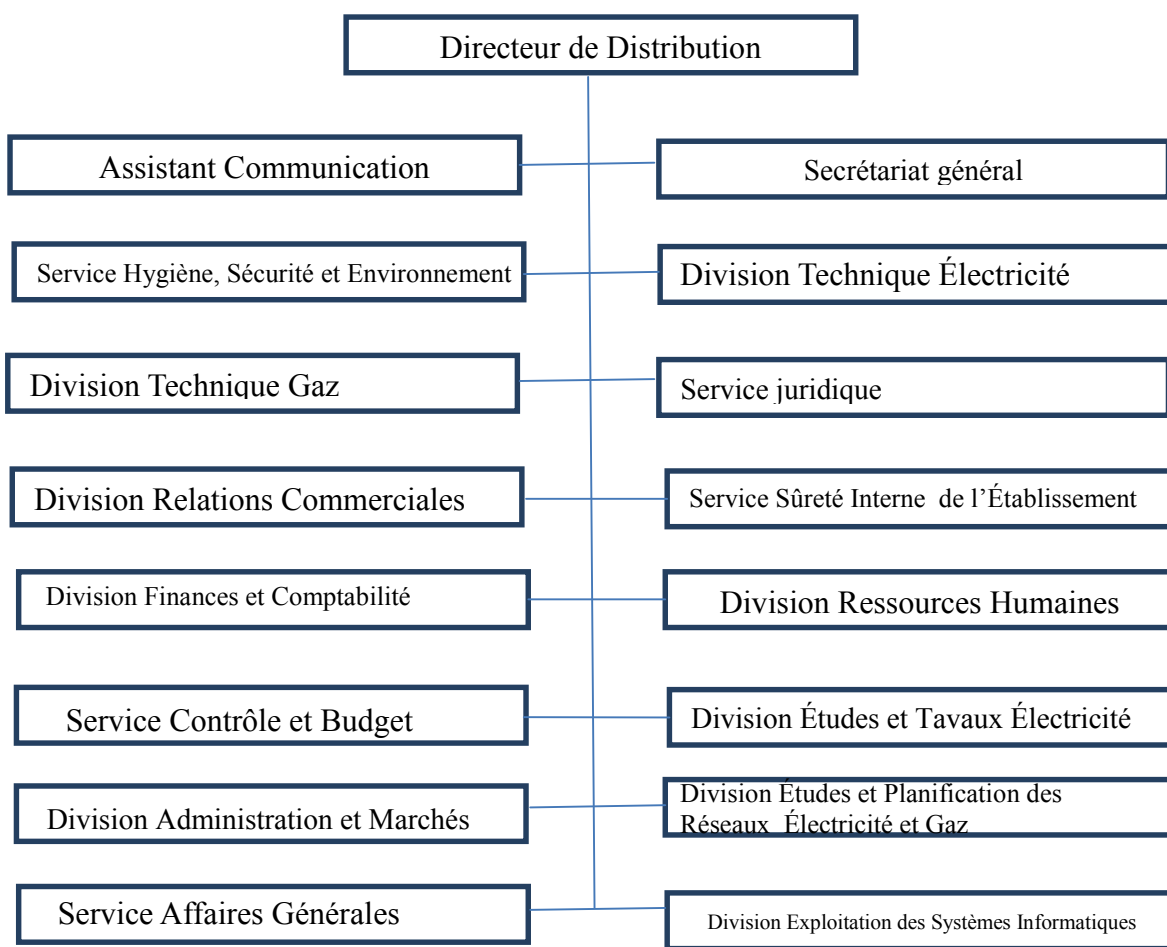 Directeur de Distribution
Assistant Communication
Secrétariat général
Service Hygiène, Sécurité et Environnement
Division Technique Électricité
Division Technique Gaz
Service juridique
Division Relations Commerciales
Service Sûreté Interne de l’Établissement
Division Finances et Comptabilité
Division Ressources Humaines
Service Contrôle et Budget
Division Études et Tavaux Électricité
Division Administration et Marchés
Division Études et Planification des
Réseaux Électricité et Gaz
Service Affaires Générales
Division Exploitation des Systèmes Informatiques